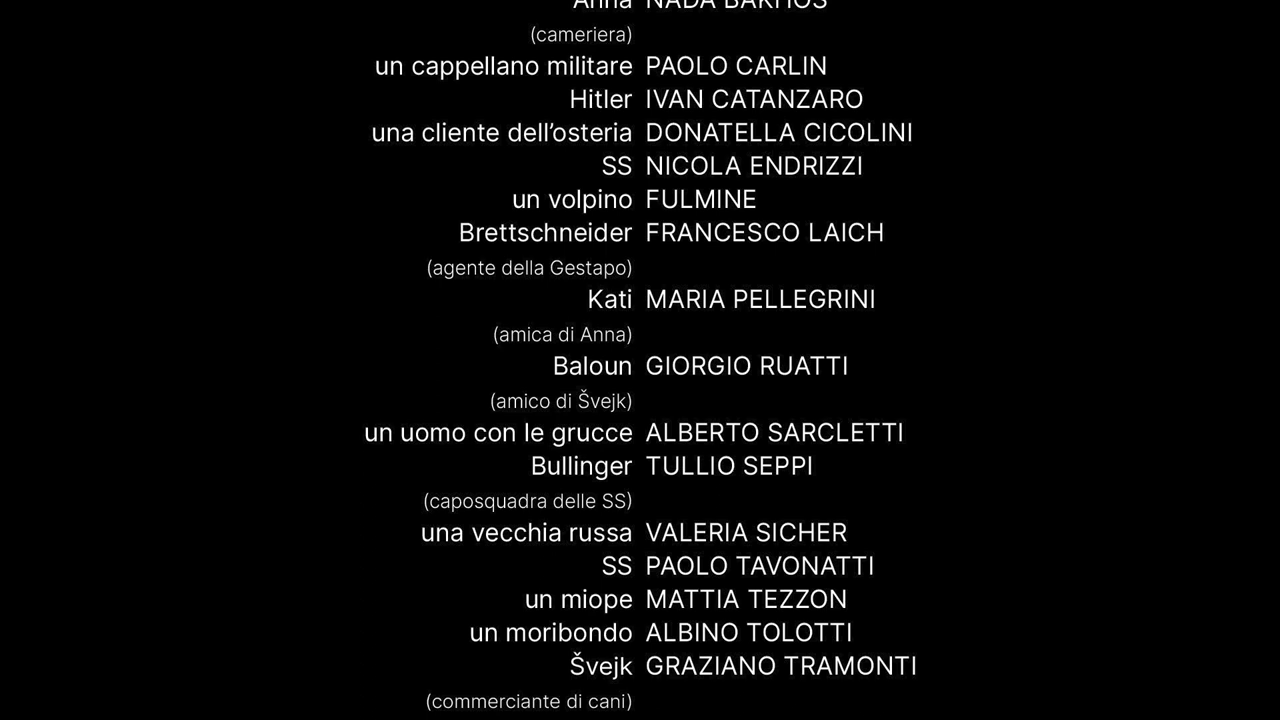 Anna NADA BAKHOS
(cameriera)
un cappellano militare PAOLO CARLIN
Hitler IVAN CATANZARO
una cliente dell’osteria DONATELLA CICOLINI
SS NICOLA ENDRIZZI
un volpino FULMINE
Brettschneider FRANCESCO LAICH
(agente della Gestapo)
Kati MARIA PELLEGRINI
(amica di Anna)
Baloun GIORGIO RUATTI
(amico di Švejk)
un uomo con le grucce ALBERTO SARCLETTI
Bullinger TULLIO SEPPI
(caposquadra delle SS)
una vecchia russa VALERIA SICHER
SS PAOLO TAVONATTI
un miope MATTIA TEZZON
un moribondo ALBINO TOLOTTI
Švejk GRAZIANO TRAMONTI
(commerciante di cani)